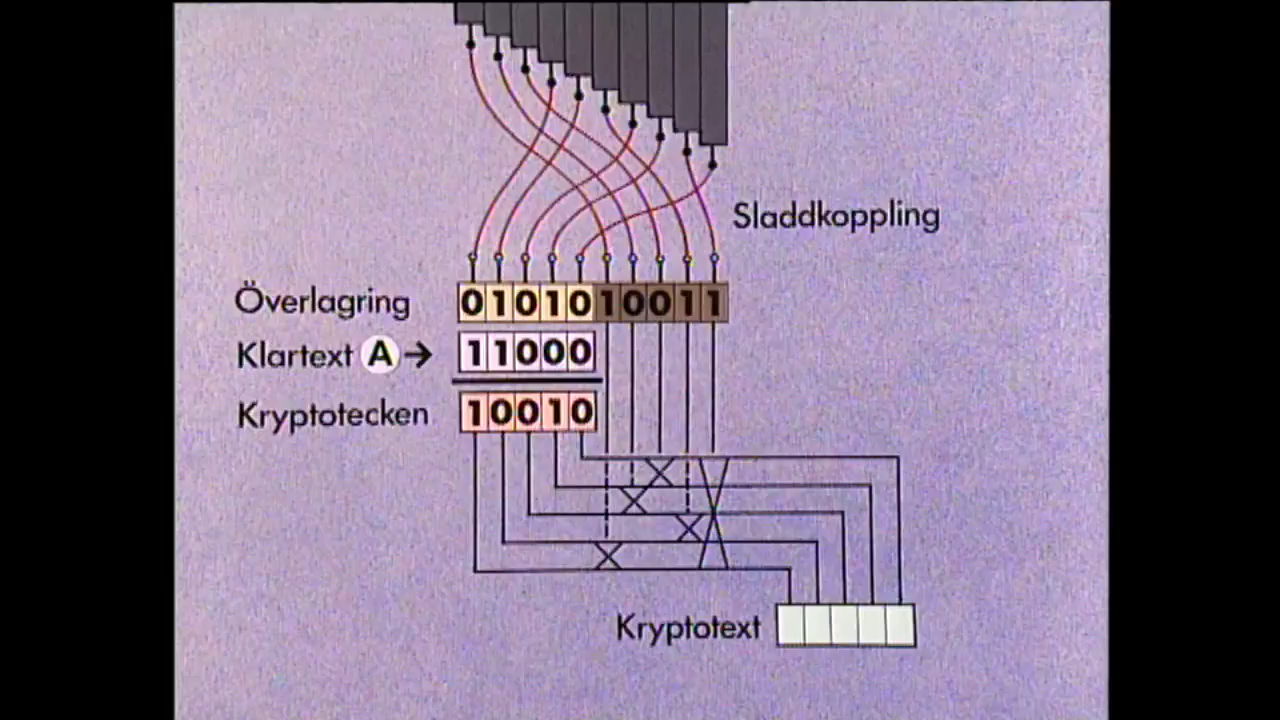 Sladdkoppling
Överlagring 0101010011
Klartext A → 11000
Kryptotecken 10010
Kryptotext